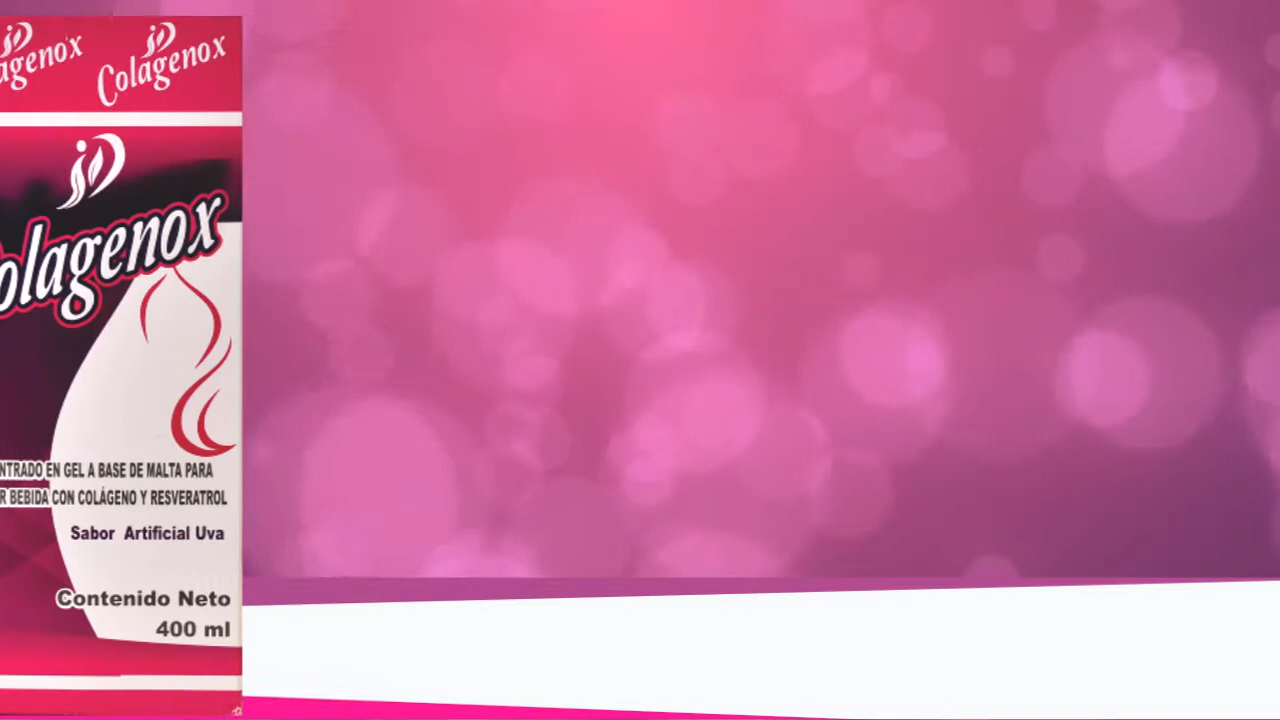 agenox Colagenox
olagenox
NTRADO EN GEL A BASE DE MALTA PARA
R BEBIDA CON COLÁGENO Y RESVERATROL
Sabor Artificial Uva
Contenido Neto
400 ml